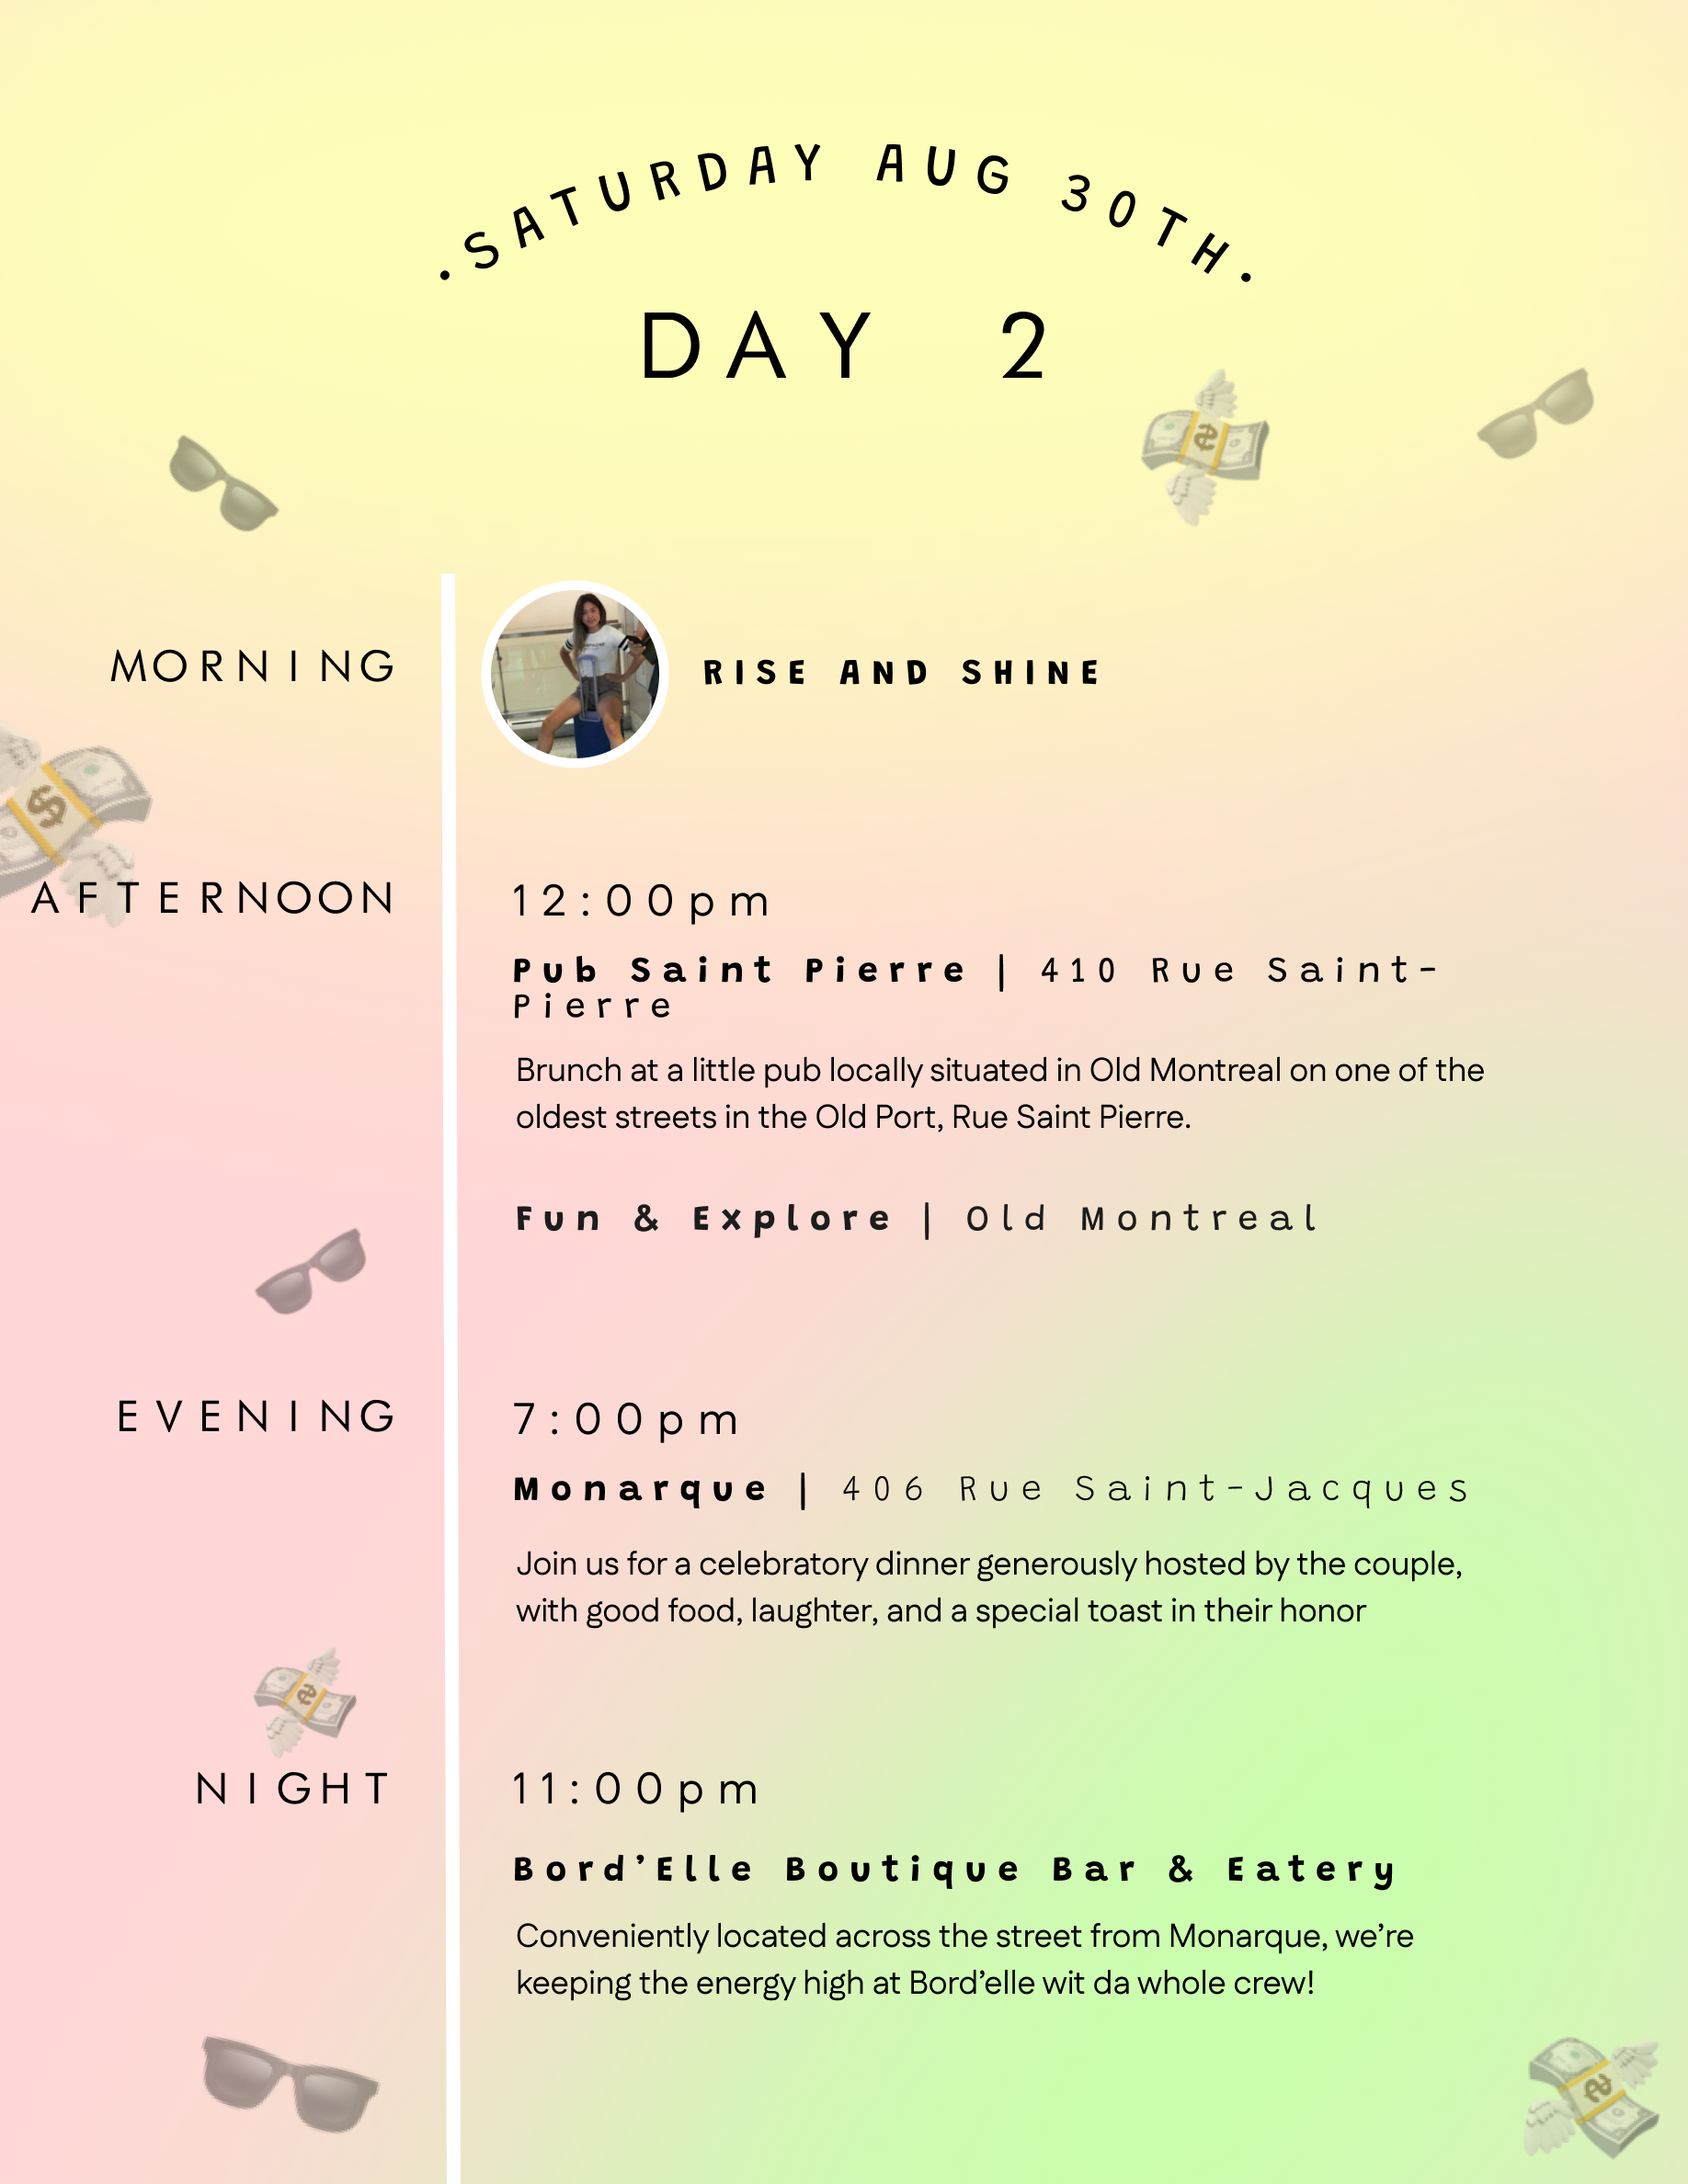 .SATURDAY AUG 30TH.
DAY 2
MORNING
RISE AND SHINE
AFTERNOON
12:00pm
Pub Saint Pierre | 410 Rue Saint-
Pierre
Brunch at a little pub locally situated in Old Montreal on one of the
oldest streets in the Old Port, Rue Saint Pierre.
Fun & Explore | Old Montreal
EVENING
7:00pm
Monarque | 406 Rue Saint-Jacques
Join us for a celebratory dinner generously hosted by the couple,
with good food, laughter, and a special toast in their honor
NIGHT
11:00pm
Bord’Elle Boutique Bar & Eatery
Conveniently located across the street from Monarque, we’re
keeping the energy high at Bord’elle wit da whole crew!